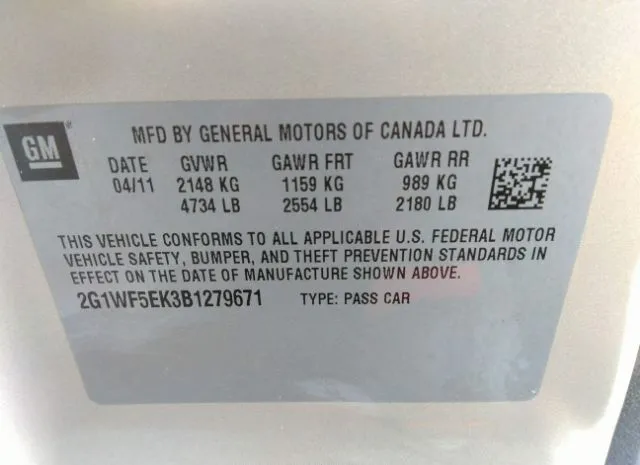 GM®
MFD BY GENERAL MOTORS OF CANADA LTD.
DATE GVWR GAWR FRT GAWR RR
04/11 2148 KG 1159 KG 989 KG
4734 LB 2554 LB 2180 LB
THIS VEHICLE CONFORMS TO ALL APPLICABLE U.S. FEDERAL MOTOR
VEHICLE SAFETY, BUMPER, AND THEFT PREVENTION STANDARDS IN
EFFECT ON THE DATE OF MANUFACTURE SHOWN ABOVE.
2G1WF5EK3B1279671 TYPE: PASS CAR